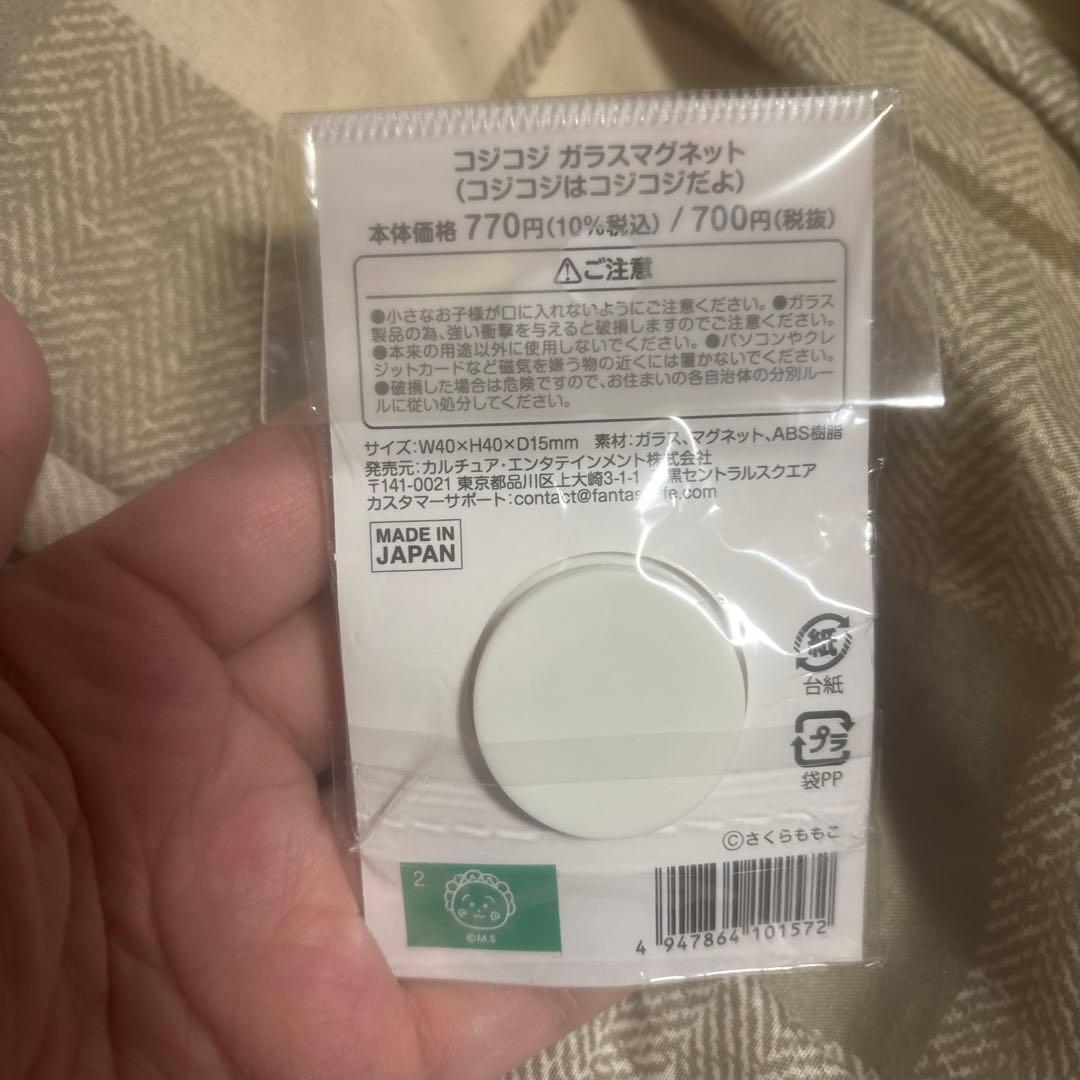 コジコジ ガラスマグネット
(コジコジはコジコジだよ)
本体価格 770円(10%税込) / 700円(税抜)
⚠ご注意
●小さなお子様が口に入れないようにご注意ください。●ガラス
製品の為、強い衝撃を与えると破損しますのでご注意ください。
●本来の用途以外に使用しないでください。●パソコンやクレ
ジットカードなど磁気を嫌う物の近くには置かないでください。
●破損した場合は危険ですので、お住まいの各自治体の分別ルー
ルに従い処分してください。
サイズ:W40×H40×D15mm 素材:ガラス、マグネット、ABS樹脂
発売元:カルチュア・エンタテインメント株式会社
〒141-0021 東京都品川区上大崎3-1-1 黒セントラルスクエア
カスタマーサポート:
MADE IN
JAPAN
紙
台紙
プラ
袋PP
©さくらももこ
2
©M.S
4 947864 101572